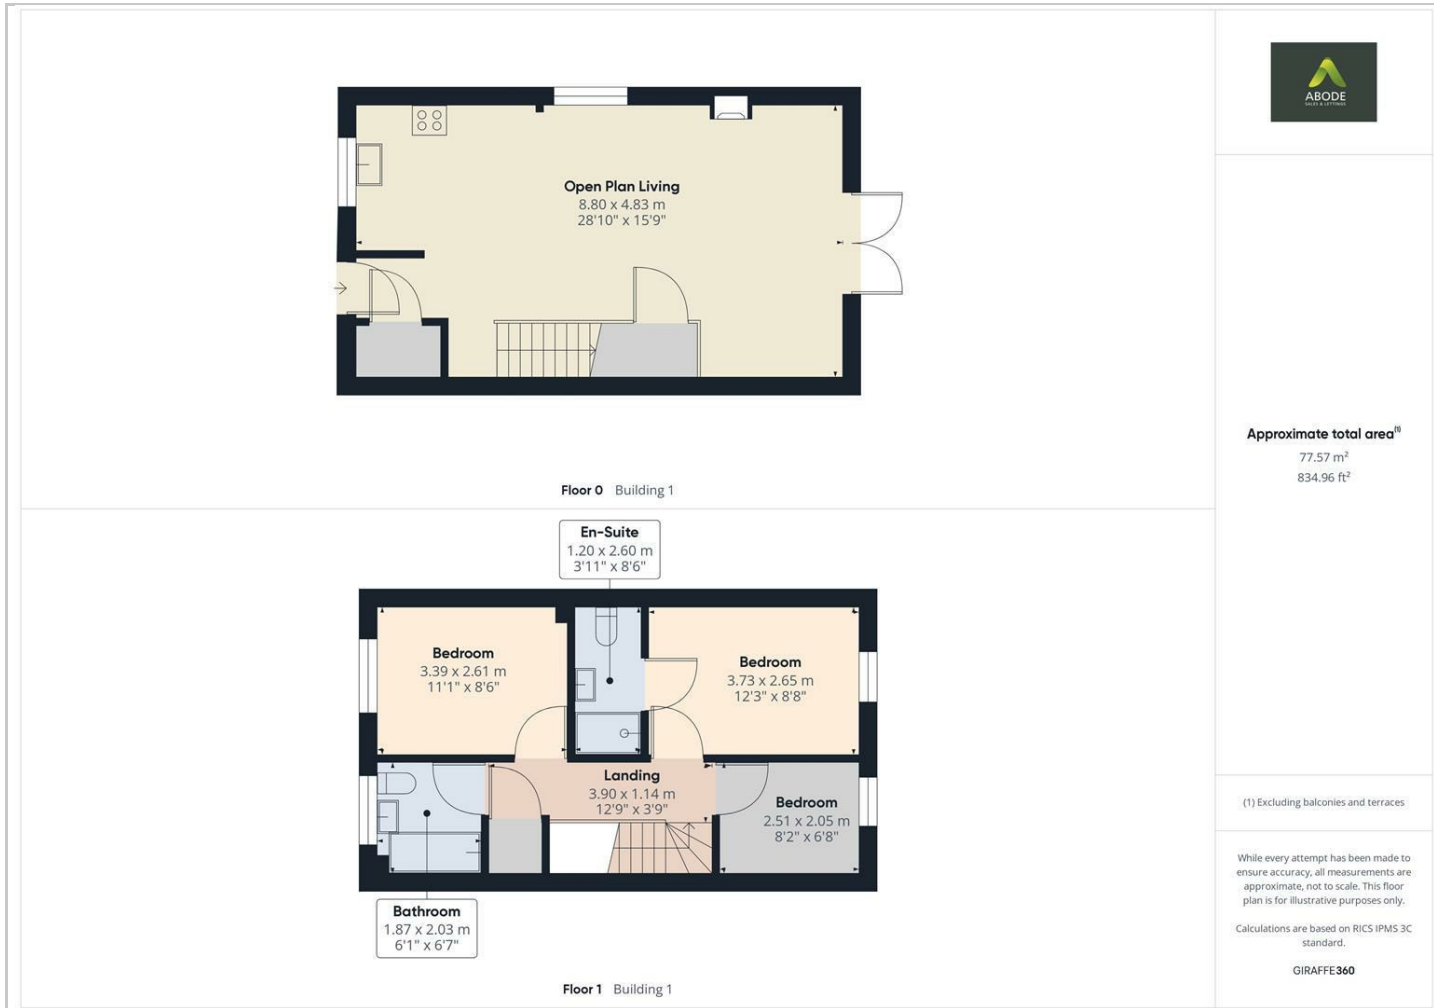 ABODE
SALES & LETTINGS
Open Plan Living
8.80 x 4.83 m
28'10" x 15'9"
Floor 0 Building 1
Approximate total area(1)
77.57 m²
834.96 ft²
En-Suite
1.20 x 2.60 m
3'11" x 8'6"
Bedroom
3.39 x 2.61 m
11'1" x 8'6"
Bedroom
3.73 x 2.65 m
12'3" x 8'8"
Landing
3.90 x 1.14 m
12'9" x 3'9"
Bedroom
2.51 x 2.05 m
8'2" x 6'8"
Bathroom
1.87 x 2.03 m
6'1" x 6'7"
Floor 1 Building 1
(1) Excluding balconies and terraces
While every attempt has been made to
ensure accuracy, all measurements are
approximate, not to scale. This floor
plan is for illustrative purposes only.
Calculations are based on RICS IPMS 3C
standard.
GIRAFFE360